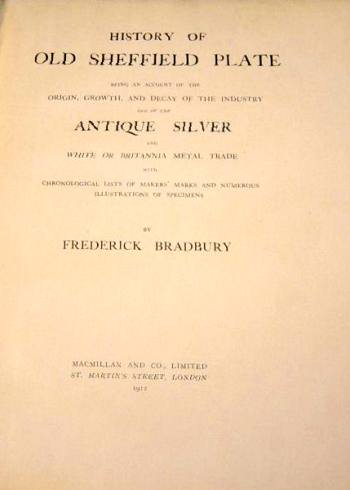 HISTORY OF
OLD SHEFFIELD PLATE
BEING AN ACCOUNT OF THE
ORIGIN, GROWTH, AND DECAY OF THE INDUSTRY
AND OF THE
ANTIQUE SILVER
AND
WHITE OR BRITANNIA METAL TRADE
WITH
CHRONOLOGICAL LISTS OF MAKERS' MARKS AND NUMEROUS
ILLUSTRATIONS OF SPECIMENS
BY
FREDERICK BRADBURY
MACMILLAN AND CO., LIMITED
ST. MARTIN'S STREET, LONDON
1912